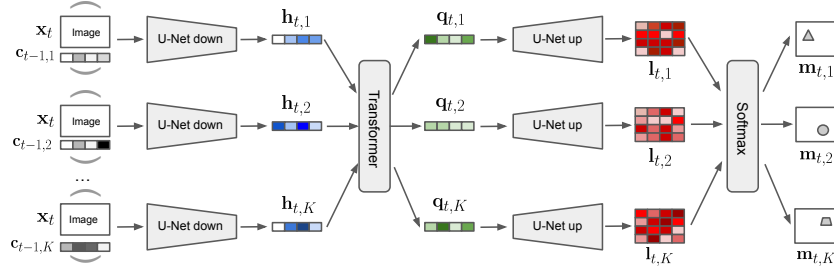 x_t Image U-Net down h_{t,1} q_{t,1} U-Net up l_{t,1} m_{t,1}
c_{t−1,1}
x_t Image U-Net down h_{t,2} Transformer q_{t,2} U-Net up l_{t,2} Softmax m_{t,2}
c_{t−1,2}
...
x_t Image U-Net down h_{t,K} q_{t,K} U-Net up l_{t,K} m_{t,K}
c_{t−1,K}